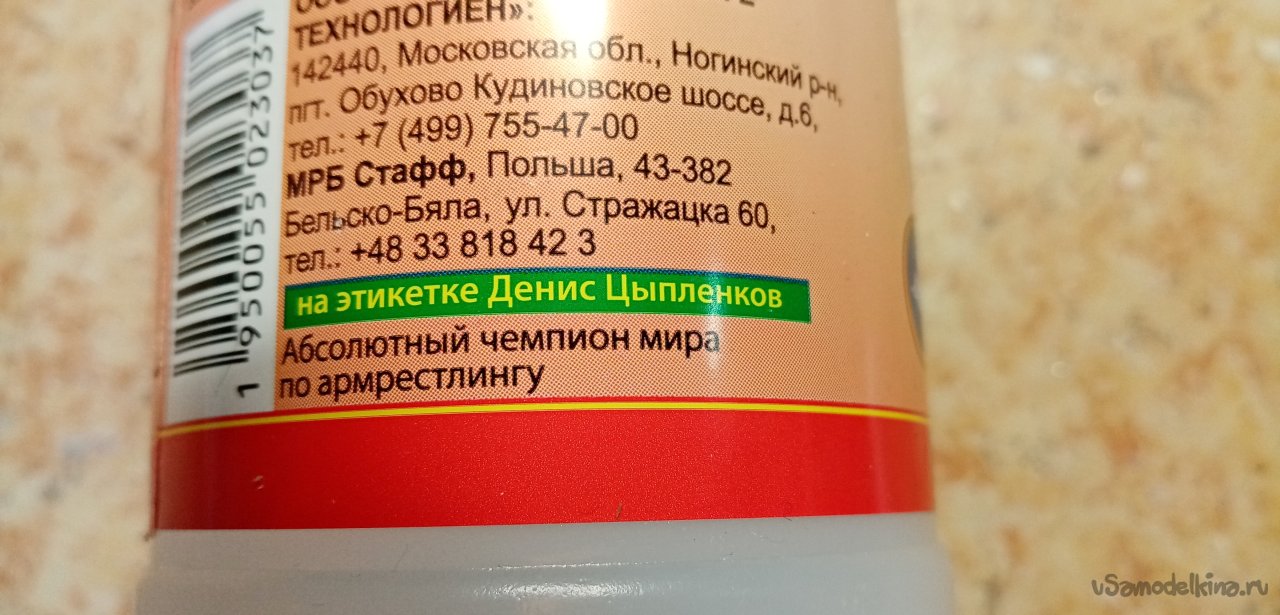 ТЕХНОЛОГИЕН»:
142440, Московская обл., Ногинский р-н,
пгт. Обухово Кудиновское шоссе, д.6,
тел.: +7 (499) 755-47-00
МРБ Стафф, Польша, 43-382
Бельско-Бяла, ул. Стражацка 60,
тел.: +48 33 818 42 3
на этикетке Денис Цыпленков
Абсолютный чемпион мира
по армрестлингу
1 950055 023037
vSamodelkina.ru